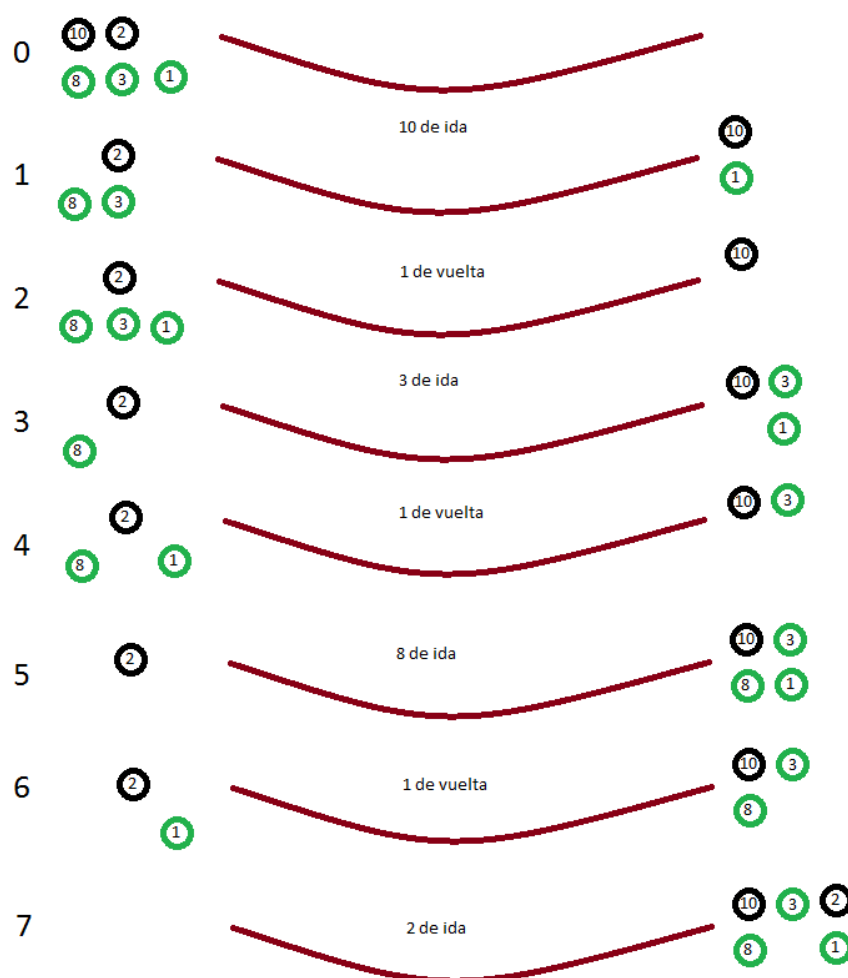 0 10 2
8 3 1
10 de ida
1 2 10
8 3 1
2 2 1 de vuelta 10
8 3 1
3 2 3 de ida 10 3
8 1
4 2 1 de vuelta 10 3
8 1
5 2 8 de ida 10 3
8 1
6 2 1 de vuelta 10 3
1 8
7 2 de ida 10 3 2
8 1